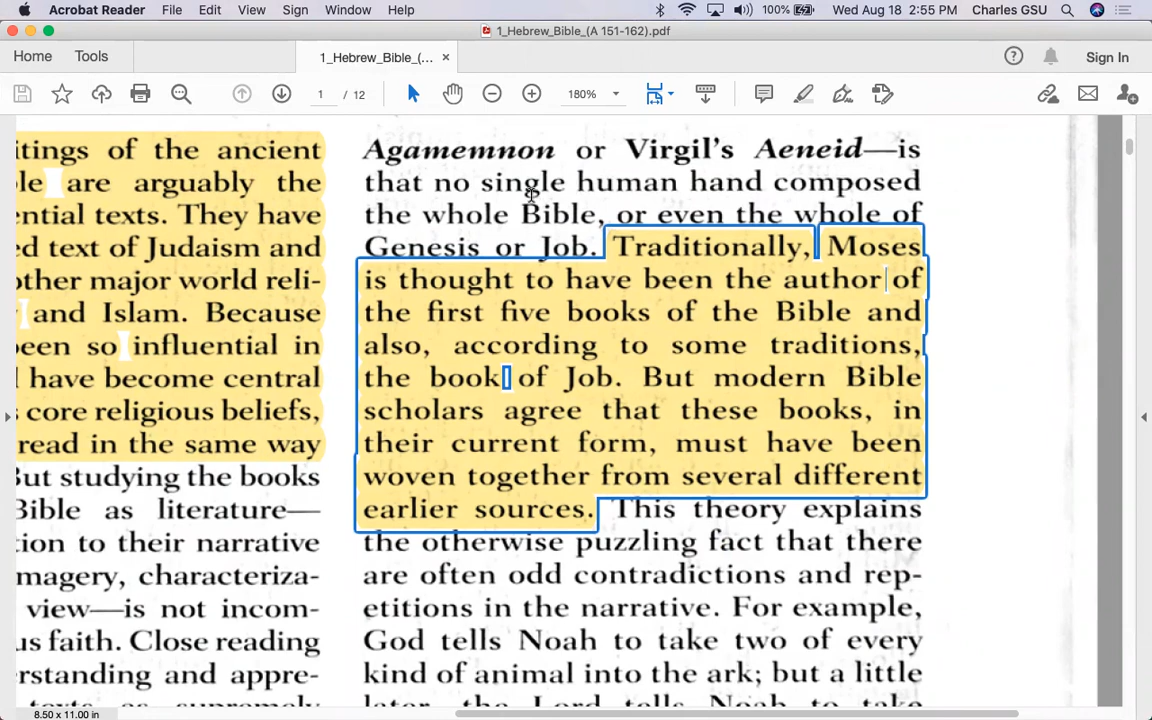 Acrobat Reader File Edit View Sign Window Help 100% Wed Aug 18 2:55 PM Charles GSU
1_Hebrew_Bible_(A 151-162).pdf
Home Tools 1_Hebrew_Bible_(... × Sign In
1 / 12 180%
itings of the ancient
le are arguably the
ential texts. They have
ed text of Judaism and
other major world reli-
and Islam. Because
been so influential in
have become central
core religious beliefs,
read in the same way
But studying the books
Bible as literature—
tion to their narrative
magery, characteriza-
view—is not incom-
us faith. Close reading
rstanding and appre-
Agamemnon or Virgil's Aeneid—is
that no single human hand composed
the whole Bible, or even the whole of
Genesis or Job. Traditionally, Moses
is thought to have been the author of
the first five books of the Bible and
also, according to some traditions,
the book of Job. But modern Bible
scholars agree that these books, in
their current form, must have been
woven together from several different
earlier sources. This theory explains
the otherwise puzzling fact that there
are often odd contradictions and rep-
etitions in the narrative. For example,
God tells Noah to take two of every
kind of animal into the ark; but a little
later, the Lord tells Noah to take
8.50 x 11.00 in